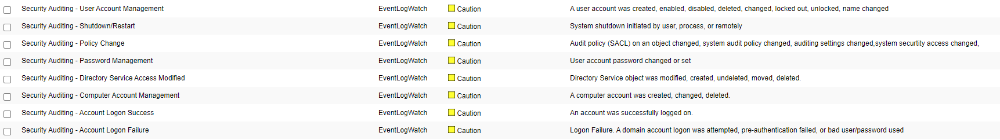 Security Auditing - User Account Management EventLogWatch Caution A user account was created, enabled, disabled, deleted, changed, locked out, unlocked, name changed
Security Auditing - Shutdown/Restart EventLogWatch Caution System shutdown initiated by user, process, or remotely
Security Auditing - Policy Change EventLogWatch Caution Audit policy (SACL) on an object changed, system audit policy changed, auditing settings changed,system securtity access changed,
Security Auditing - Password Management EventLogWatch Caution User account password changed or set
Security Auditing - Directory Service Access Modified EventLogWatch Caution Directory Service object was modified, created, undeleted, moved, deleted.
Security Auditing - Computer Account Management EventLogWatch Caution A computer account was created, changed, deleted.
Security Auditing - Account Logon Success EventLogWatch Caution An account was successfully logged on.
Security Auditing - Account Logon Failure EventLogWatch Caution Logon Failure. A domain account logon was attempted, pre-authentication failed, or bad user/password used